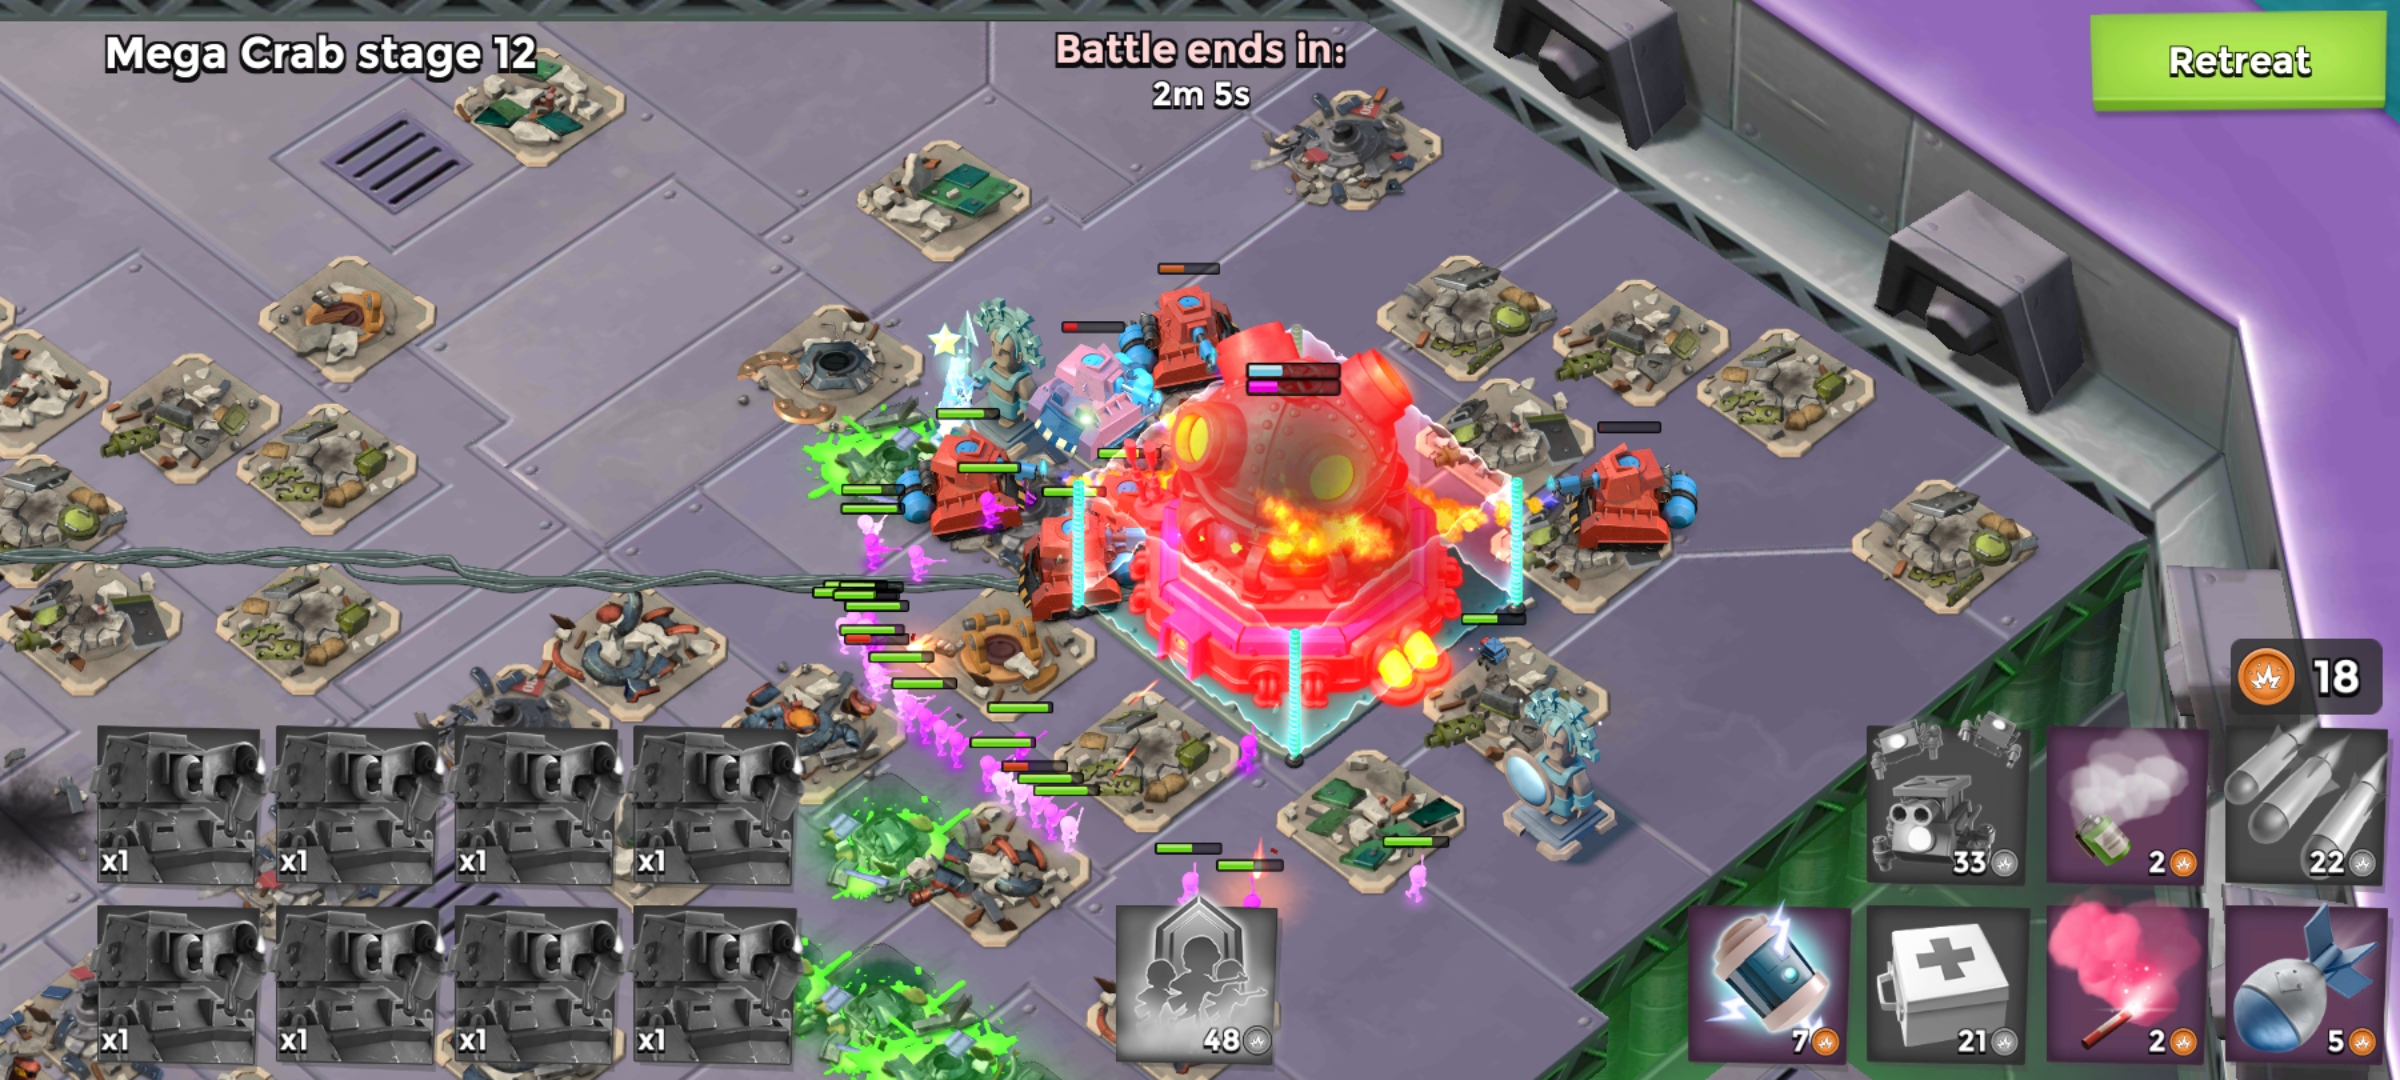 Mega Crab stage 12
Battle ends in:
2m 5s
Retreat
18
x1
x1
x1
x1
33
2
22
x1
x1
x1
x1
48
7
21
2
5